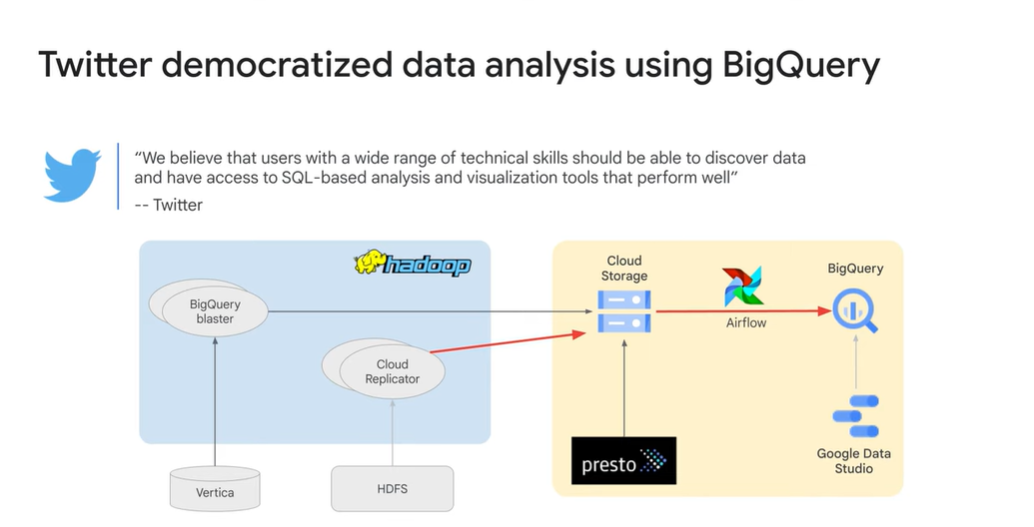 Twitter democratized data analysis using BigQuery
“We believe that users with a wide range of technical skills should be able to discover data
and have access to SQL-based analysis and visualization tools that perform well”
-- Twitter
hadoop
BigQuery
blaster
Cloud
Replicator
Vertica
HDFS
Cloud
Storage
Airflow
BigQuery
presto
Google Data
Studio